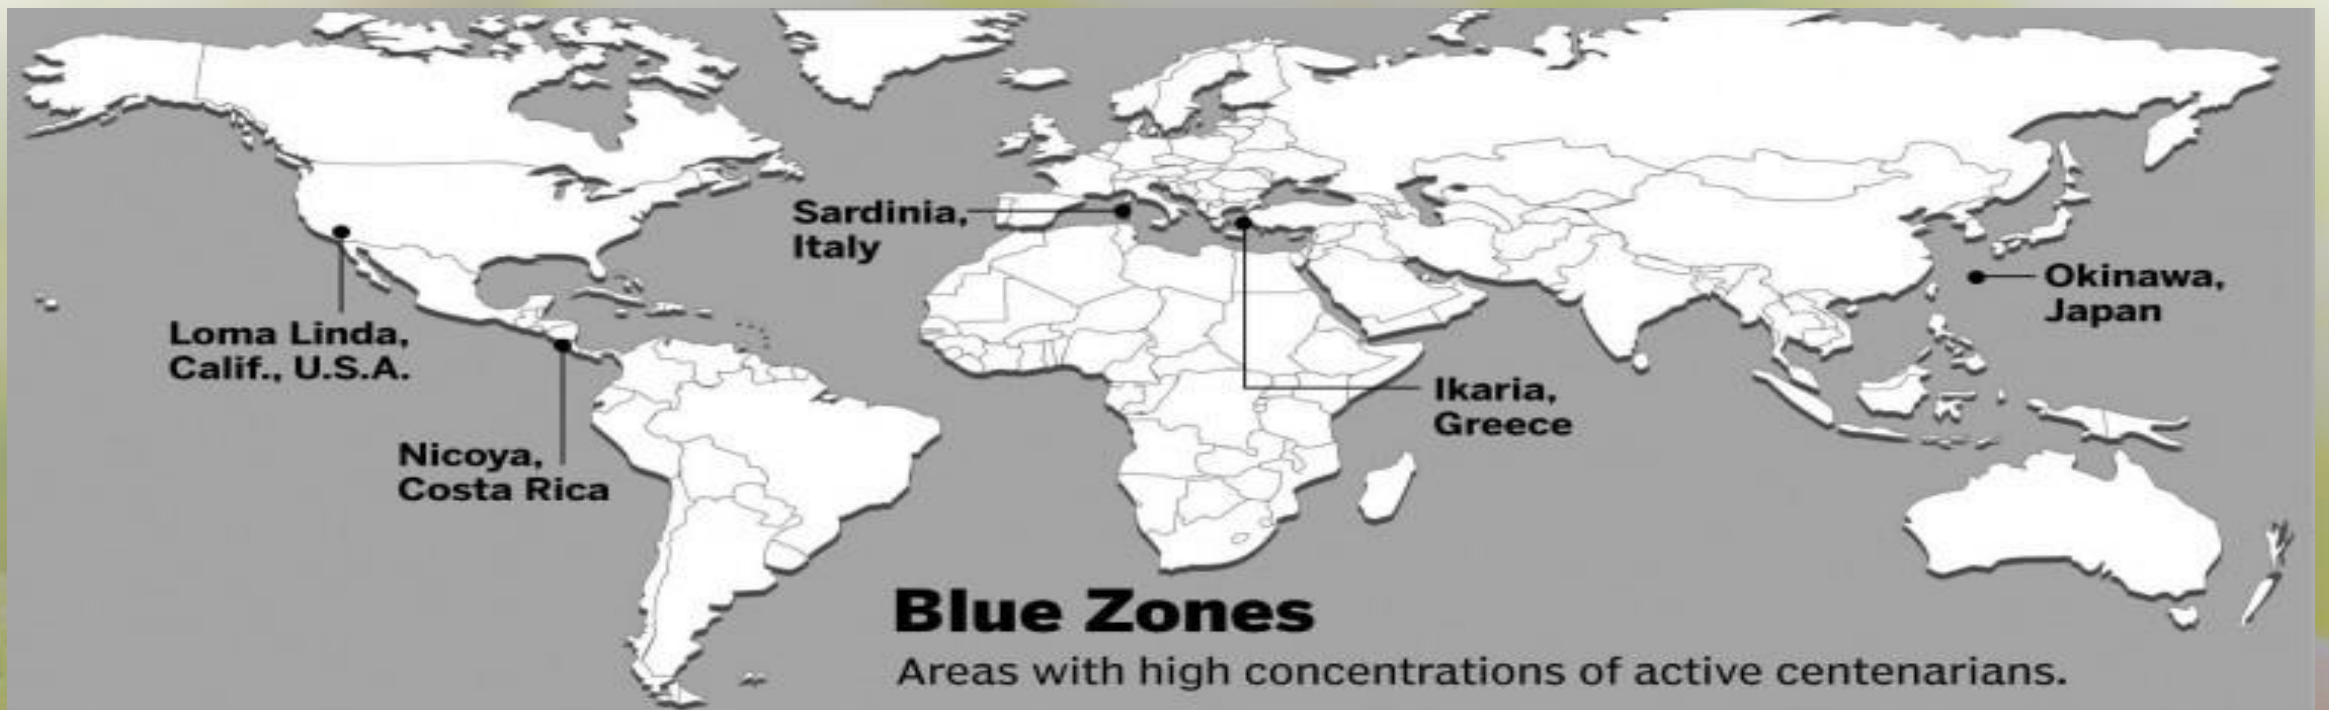 Sardinia,
Italy
Okinawa,
Japan
Loma Linda,
Calif., U.S.A.
Ikaria,
Greece
Nicoya,
Costa Rica
Blue Zones
Areas with high concentrations of active centenarians.